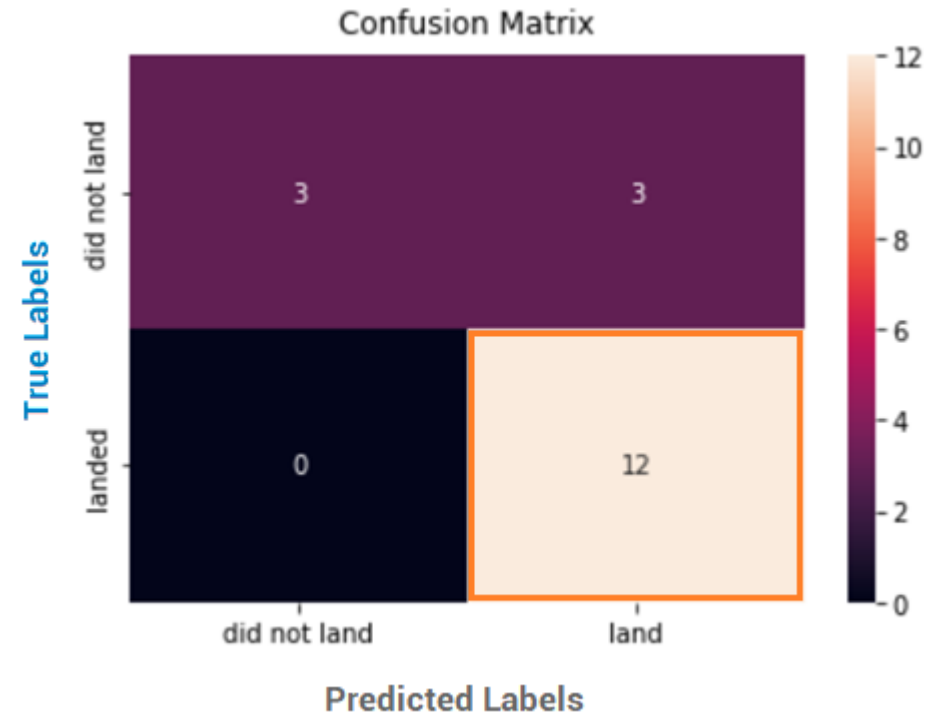 Confusion Matrix
True Labels
did not land
3
3
landed
0
12
did not land
land
Predicted Labels
12
10
8
6
4
2
0